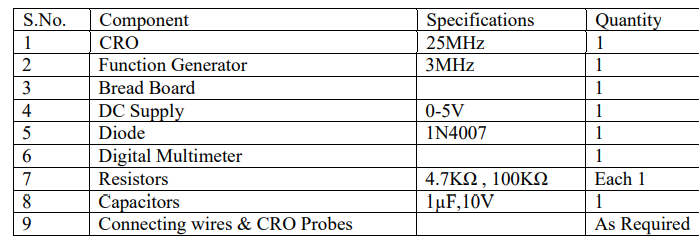 S.No. Component Specifications Quantity
1 CRO 25MHz 1
2 Function Generator 3MHz 1
3 Bread Board 1
4 DC Supply 0-5V 1
5 Diode 1N4007 1
6 Digital Multimeter 1
7 Resistors 4.7KΩ , 100KΩ Each 1
8 Capacitors 1µF,10V 1
9 Connecting wires & CRO Probes As Required